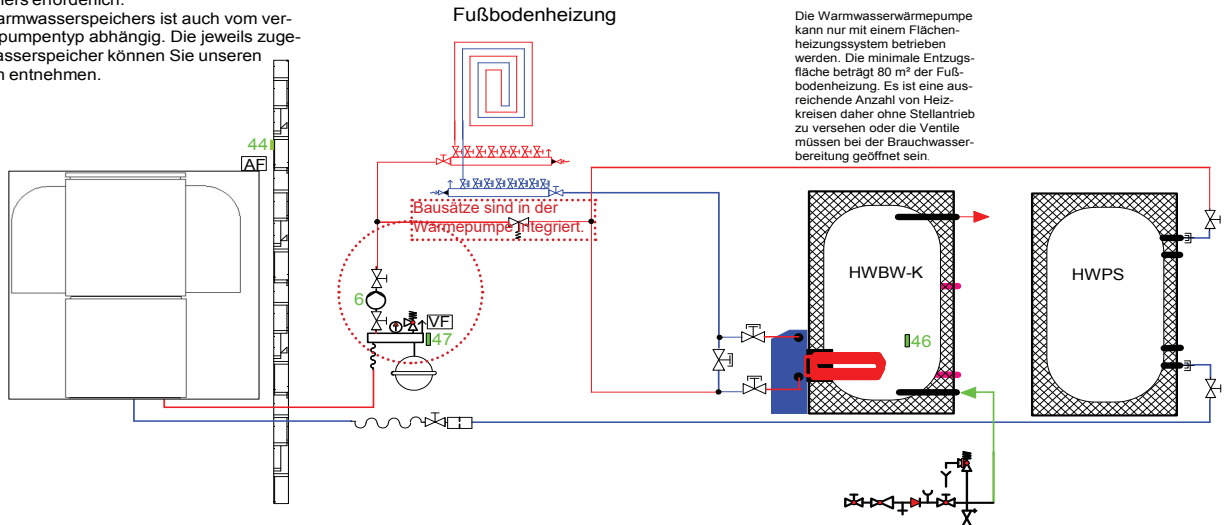 armwasserspeichers ist auch vom ver-
pumpentyp abhängig. Die jeweils zuge-
asserspeicher können Sie unseren
entnehmen.
Fußbodenheizung
Die Warmwasserwärmepumpe
kann nur mit einem Flächen-
heizungssystem betrieben
werden. Die minimale Entzugs-
fläche beträgt 80 m² der Fuß-
bodenheizung. Es ist eine aus-
reichende Anzahl von Heiz-
kreisen daher ohne Stellantrieb
zu versehen oder die Ventile
müssen bei der Brauchwasser-
bereitung geöffnet sein.
44
AF
Bausätze sind in der
Wärmepumpe integriert.
6
VF
47
HWBW-K
46
HWPS